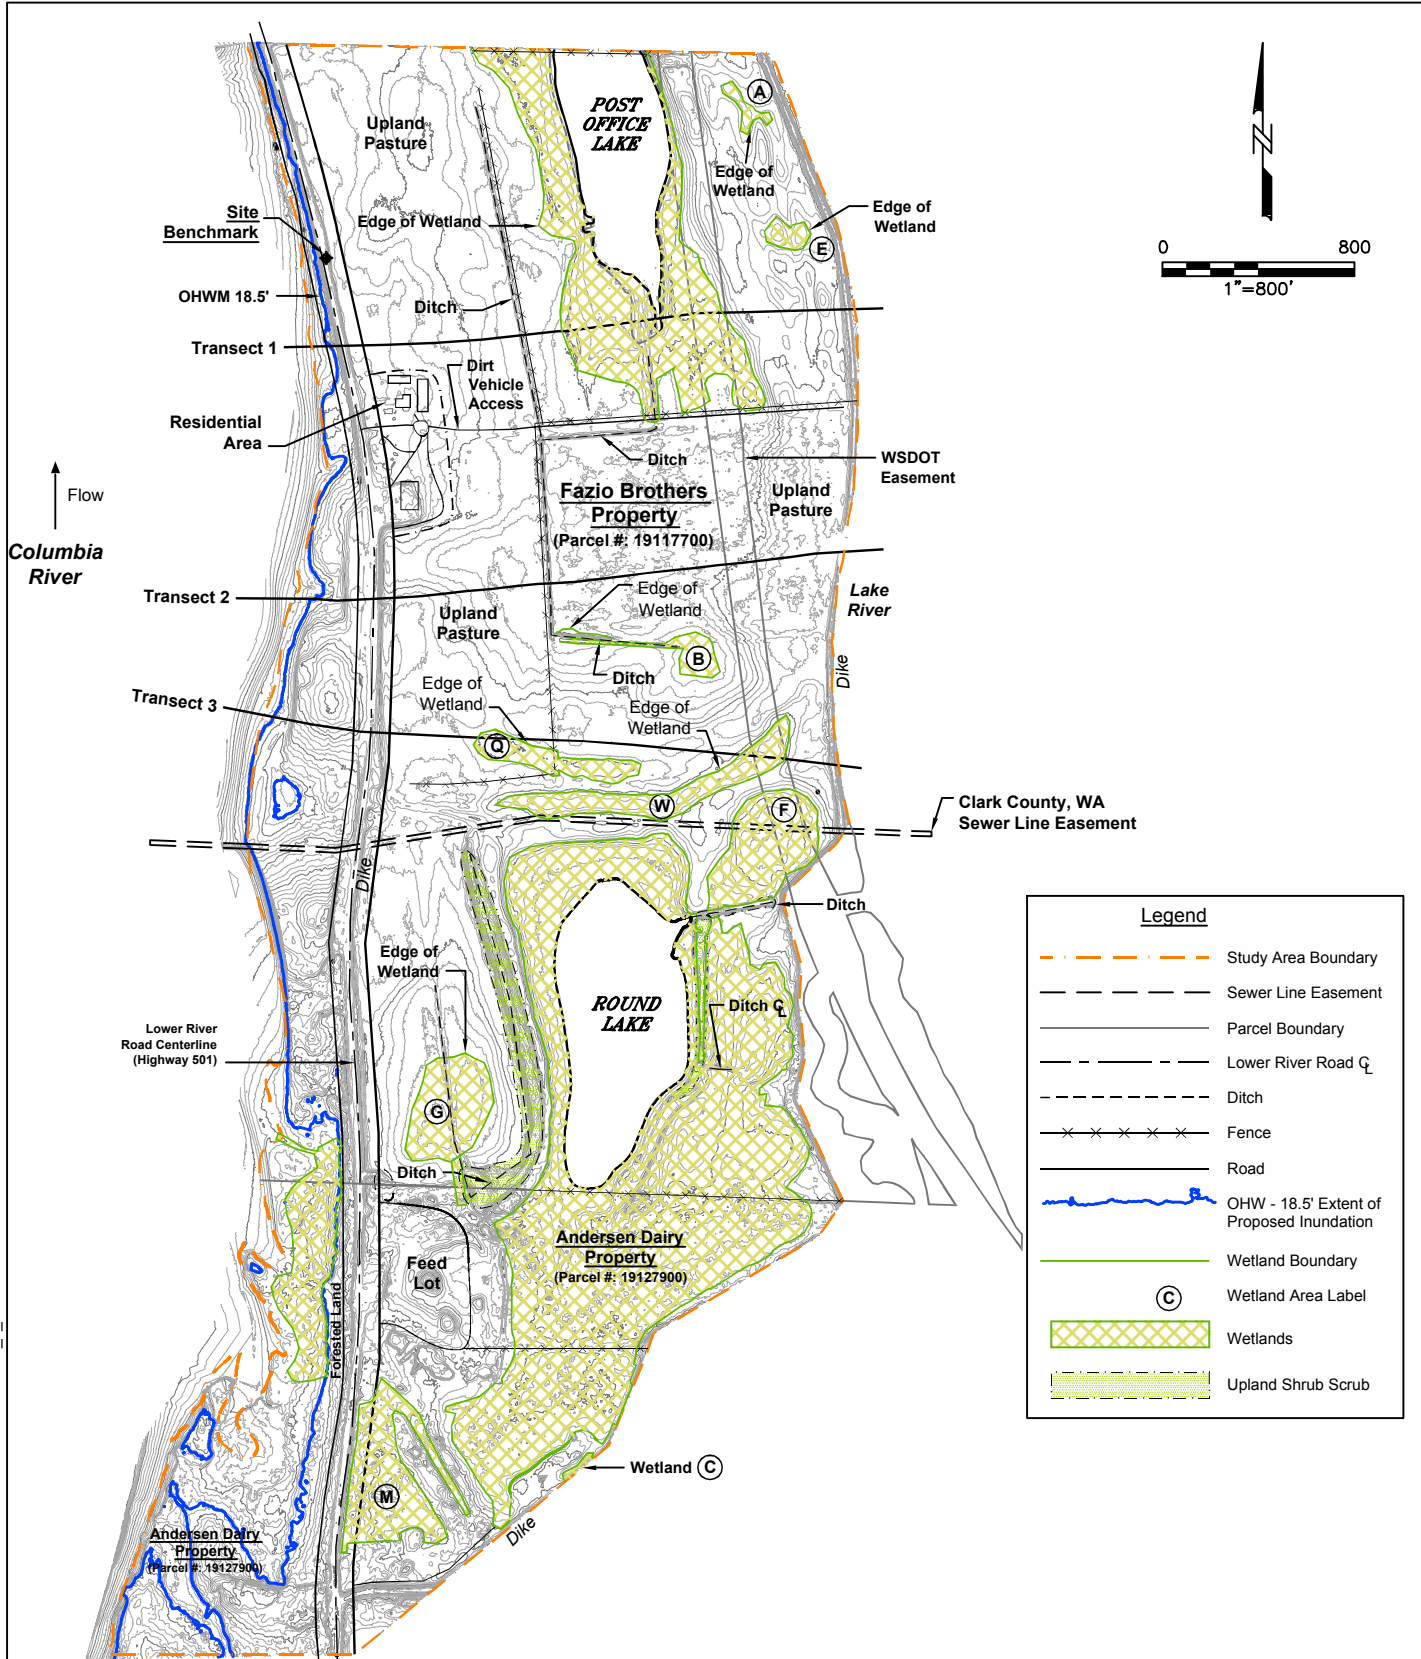 POST
OFFICE
LAKE
A
Upland
Pasture
Edge of
Wetland
N
Site
Benchmark
Edge of Wetland
Edge of
Wetland
E
0 800
1"=800'
OHWM 18.5'
Ditch
Transect 1
Dirt
Vehicle
Access
Residential
Area
Ditch
WSDOT
Easement
Flow
Columbia
River
Fazio Brothers
Property
(Parcel #: 19117700)
Upland
Pasture
Transect 2
Edge of
Wetland
Lake
River
Upland
Pasture
B
Ditch
Dike
Transect 3
Edge of
Wetland
Edge of
Wetland
Q
W
F
Clark County, WA
Sewer Line Easement
Dike
Ditch
Edge of
Wetland
ROUND
LAKE
Ditch CL
Lower River
Road Centerline
(Highway 501)
G
Ditch
Andersen Dairy
Property
(Parcel #: 19127900)
Feed
Lot
Forested Land
Wetland C
M
Dike
Andersen Dairy
Property
(Parcel #: 19127900)
Legend
Study Area Boundary
Sewer Line Easement
Parcel Boundary
Lower River Road CL
Ditch
Fence
Road
OHW - 18.5' Extent of
Proposed Inundation
Wetland Boundary
C Wetland Area Label
Wetlands
Upland Shrub Scrub